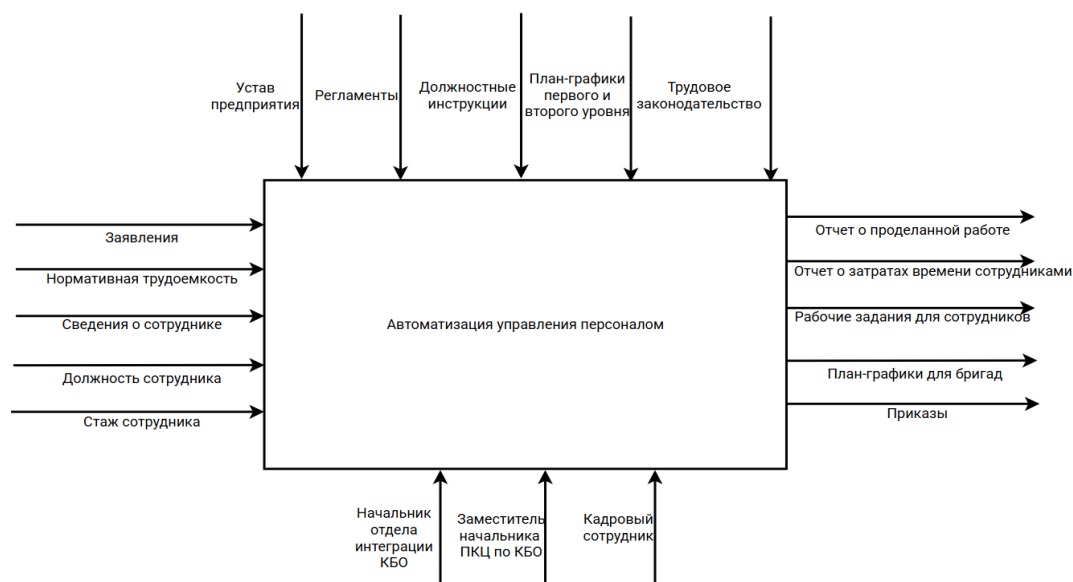 Устав
предприятия
Регламенты
Должностные
инструкции
План-графики
первого и
второго уровня
Трудовое
законодательство
Заявления
Нормативная трудоемкость
Сведения о сотруднике
Должность сотрудника
Стаж сотрудника
Автоматизация управления персоналом
Отчет о проделанной работе
Отчет о затратах времени сотрудниками
Рабочие задания для сотрудников
План-графики для бригад
Приказы
Начальник
отдела
интеграции
КБО
Заместитель
начальника
ПКЦ по КБО
Кадровый
сотрудник